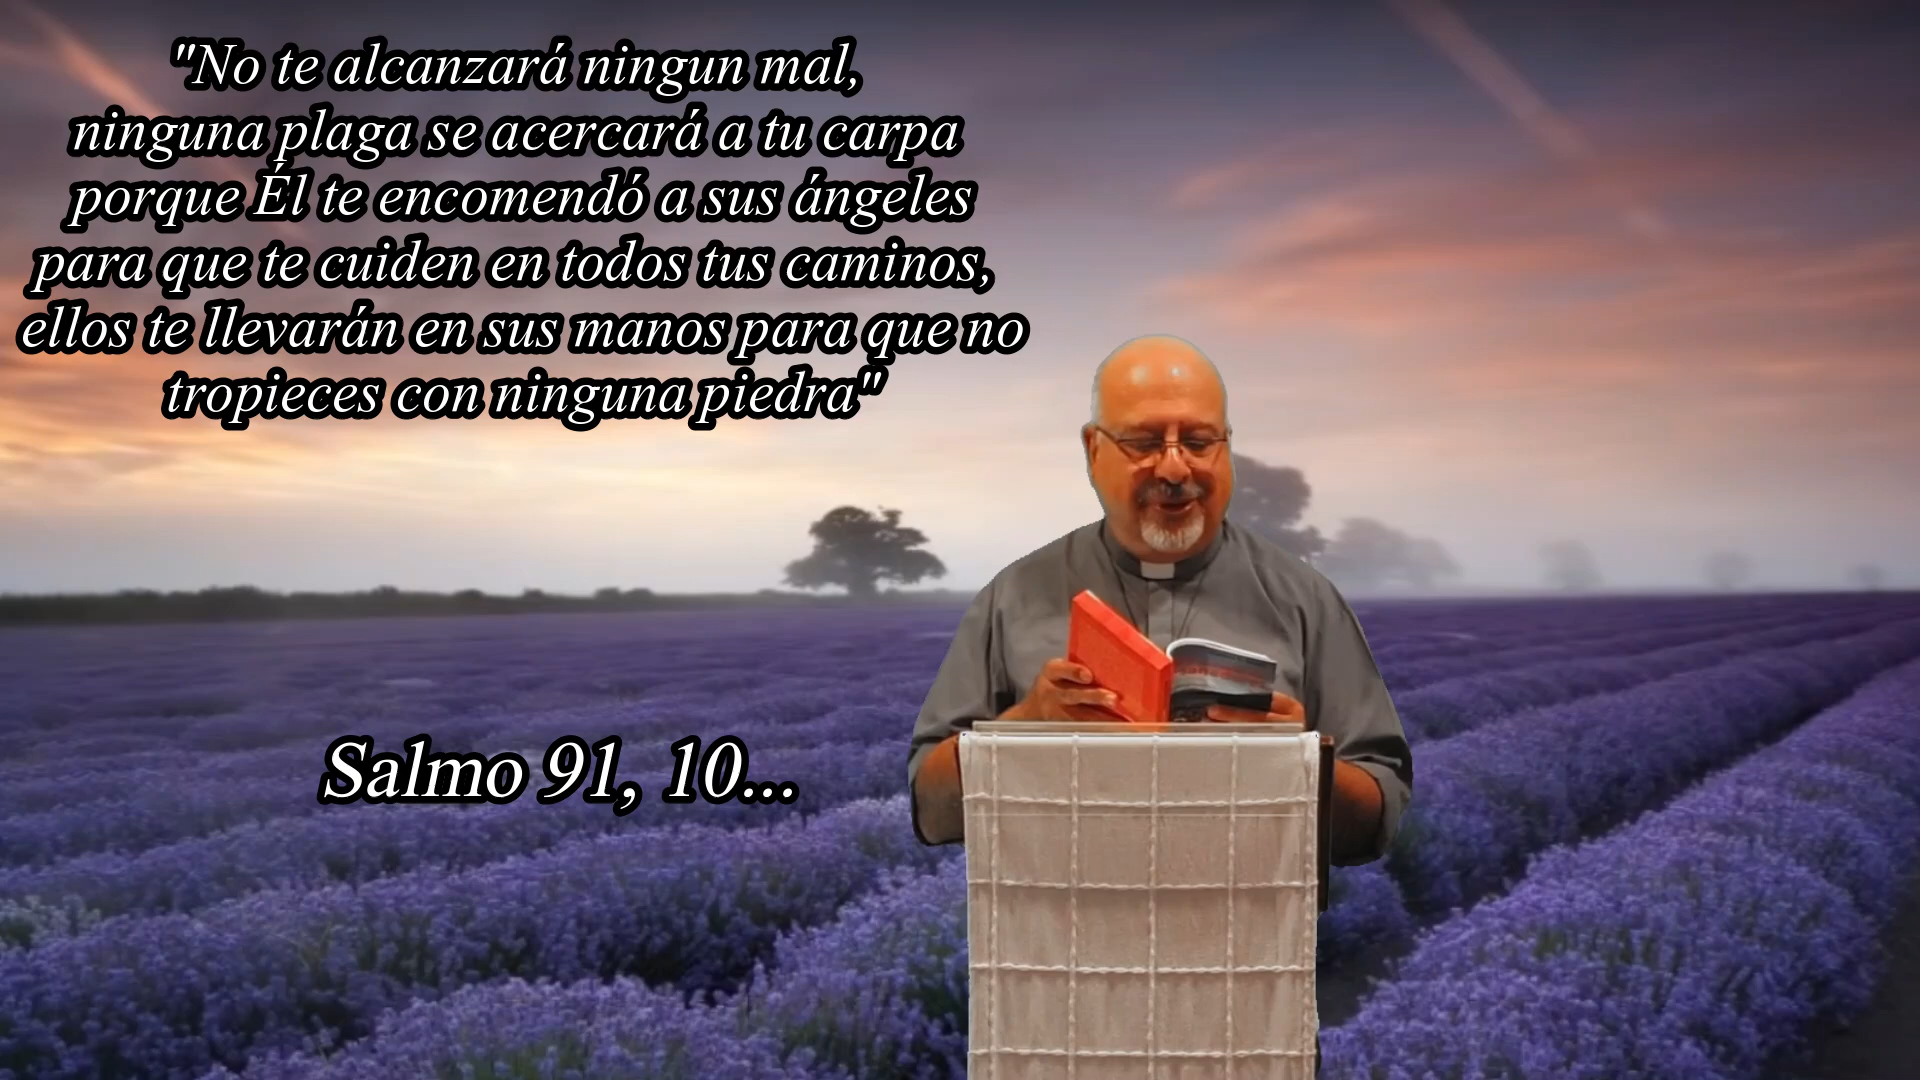 "No te alcanzará ningun mal,
ninguna plaga se acercará a tu carpa
porque Él te encomendó a sus ángeles
para que te cuiden en todos tus caminos,
ellos te llevarán en sus manos para que no
tropieces con ninguna piedra"
Salmo 91, 10...